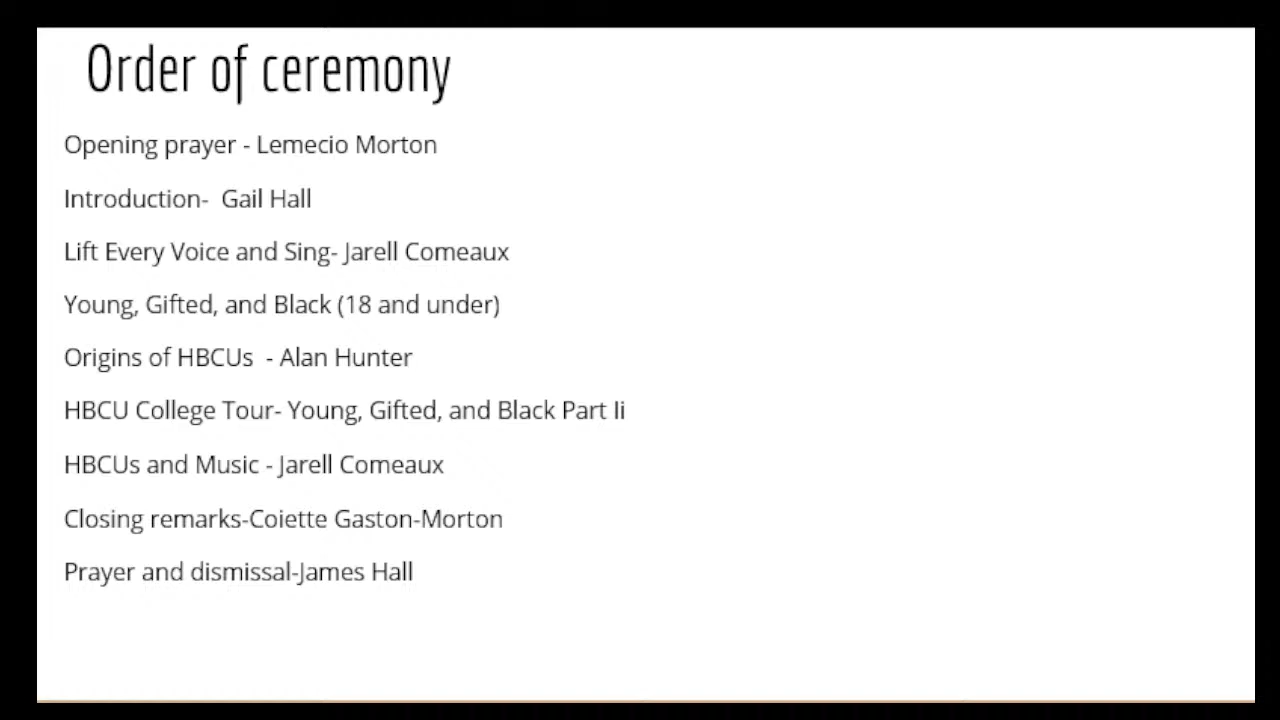 Order of ceremony
Opening prayer - Lemecio Morton
Introduction-  Gail Hall
Lift Every Voice and Sing- Jarell Comeaux
Young, Gifted, and Black (18 and under)
Origins of HBCUs  - Alan Hunter
HBCU College Tour- Young, Gifted, and Black Part Ii
HBCUs and Music - Jarell Comeaux
Closing remarks-Coiette Gaston-Morton
Prayer and dismissal-James Hall